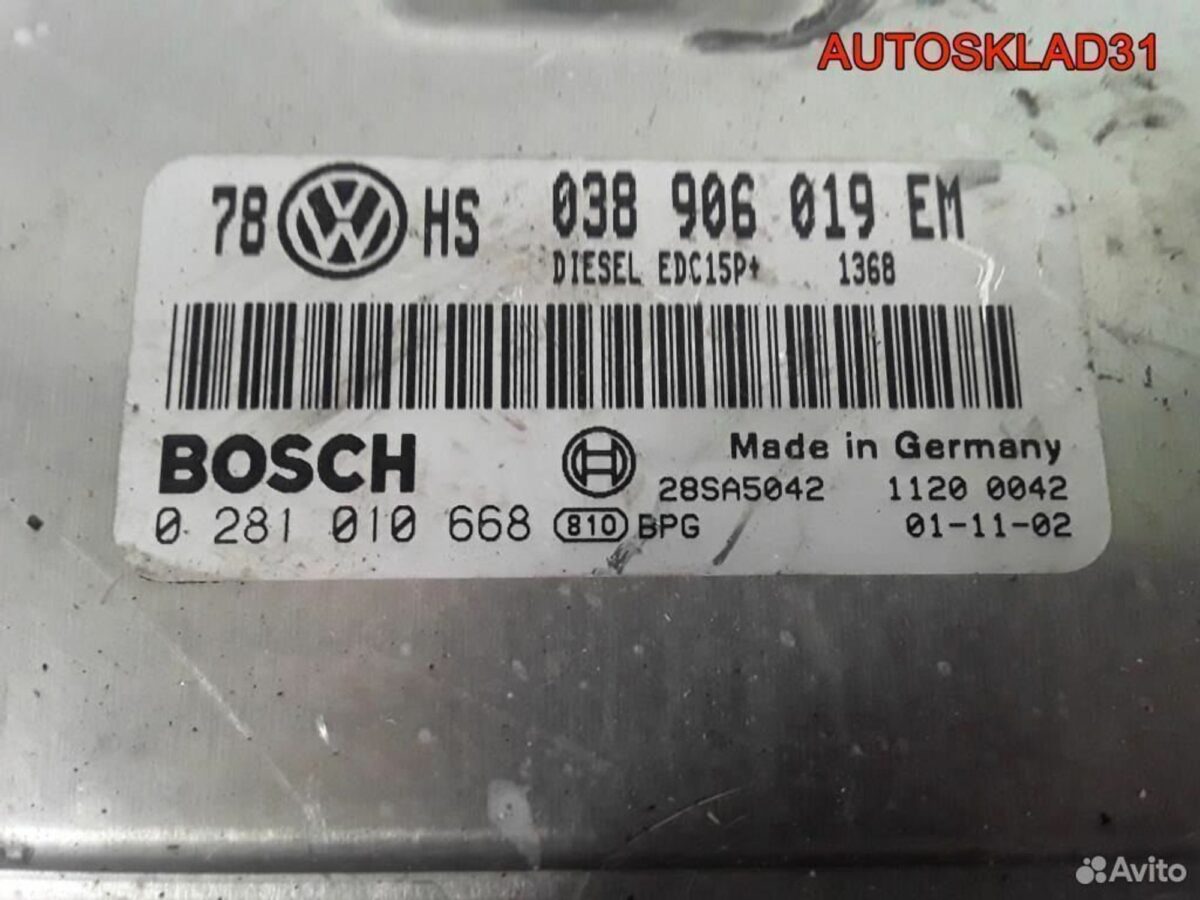 AUTOSKLAD31
78 VW HS 038 906 019 EM
DIESEL EDC15P+ 1368
BOSCH Made in Germany
28SA5042 1120 0042
0 281 010 668 810 BPG 01-11-02
Avito